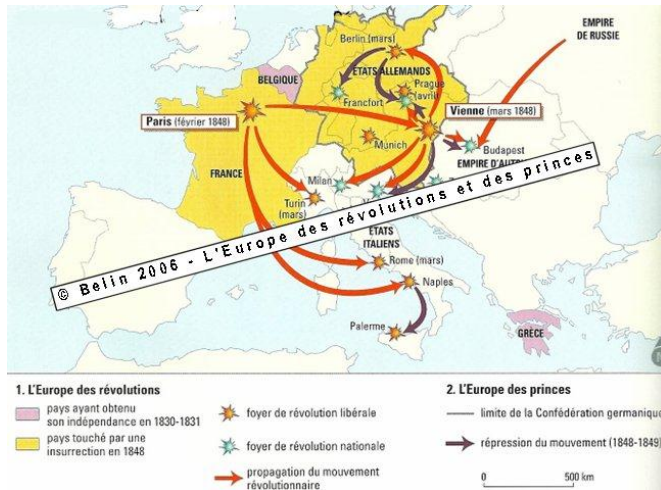 EMPIRE
DE RUSSIE
Berlin (mars)
BELGIQUE
ETATS ALLEMANDS
Prague
(avril)
Francfort
Paris (février 1848)
Vienne (mars 1848)
Munich
Budapest
FRANCE
Milan
Turin
(mars)
© Belin 2006 - L'Europe des révolutions et des princes
ETATS
ITALIENS
Rome (mars)
Naples
Palerme
GRÈCE
1. L'Europe des révolutions
pays ayant obtenu
son indépendance en 1830-1831
pays touché par une
insurrection en 1848
foyer de révolution libérale
foyer de révolution nationale
propagation du mouvement
révolutionnaire
2. L'Europe des princes
limite de la Confédération germanique
répression du mouvement (1848-1849)
0 500 km